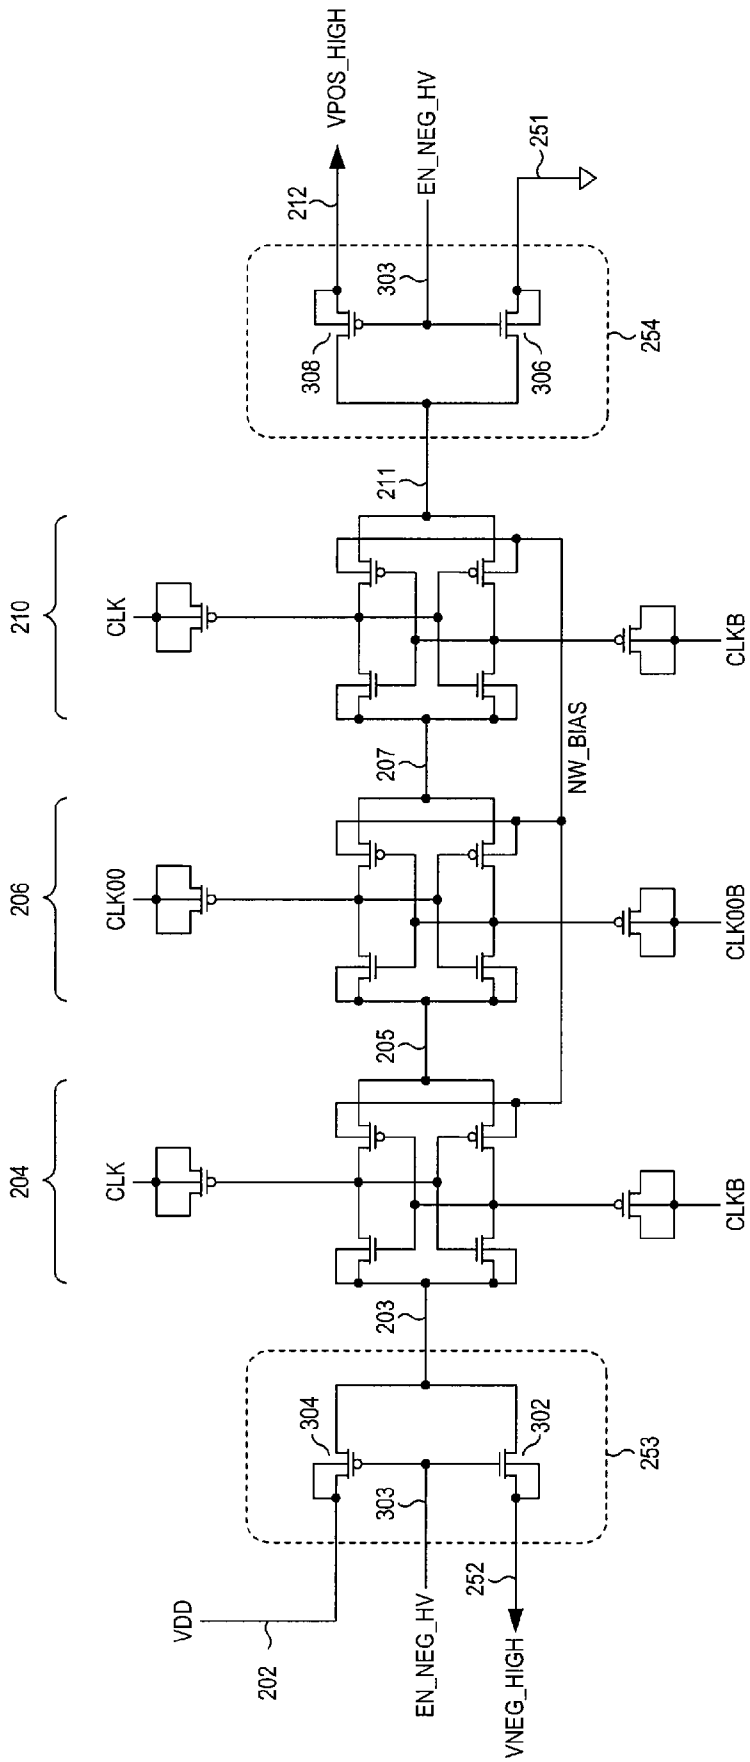 204
206
210
CLK
CLK00
CLK
VPOS_HIGH
212
VDD
202
304
308
203
205
207
211
303
EN_NEG_HV
303
EN_NEG_HV
252
VNEG_HIGH
302
306
251
253
254
NW_BIAS
CLKB
CLK00B
CLKB